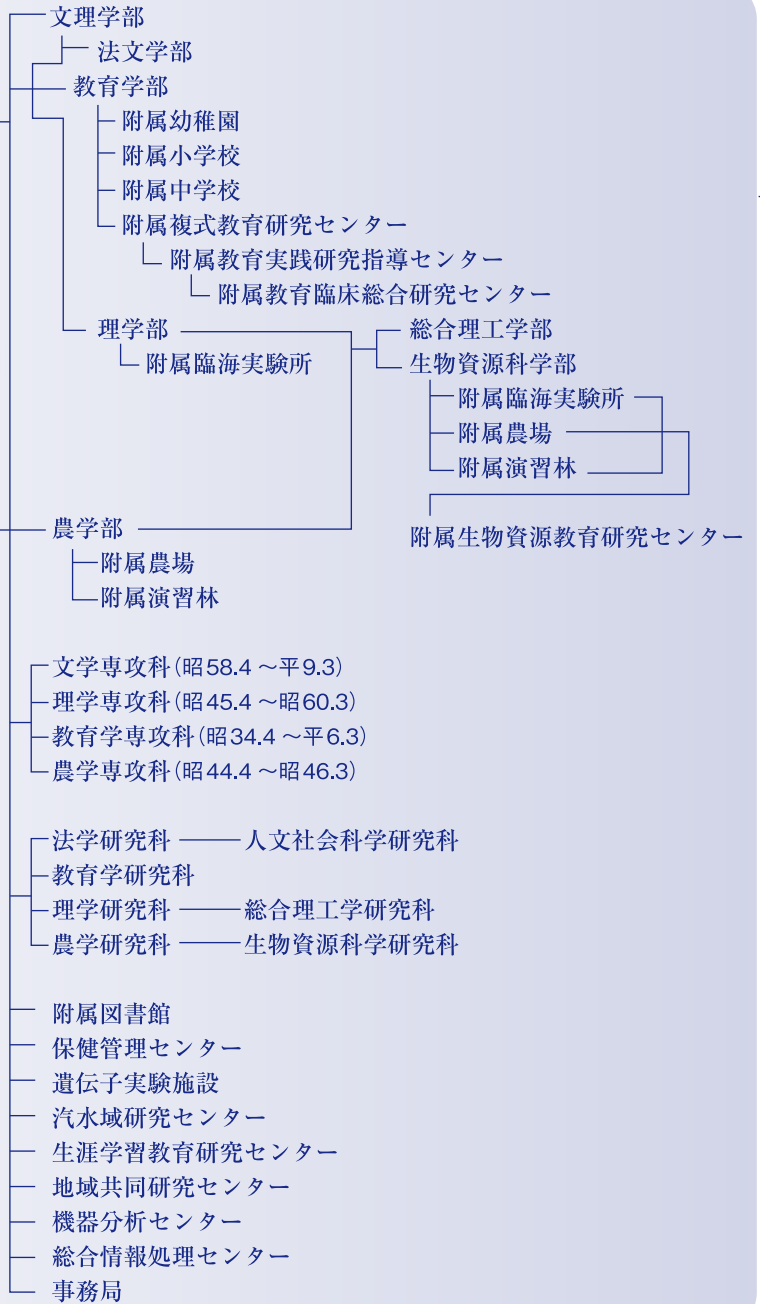 文理学部
法文学部
教育学部
附属幼稚園
附属小学校
附属中学校
附属複式教育研究センター
附属教育実践研究指導センター
附属教育臨床総合研究センター
理学部
総合理工学部
附属臨海実験所
生物資源科学部
附属臨海実験所
附属農場
附属演習林
農学部
附属生物資源教育研究センター
附属農場
附属演習林
文学専攻科(昭58.4 ～平9.3)
理学専攻科(昭45.4 ～昭60.3)
教育学専攻科(昭34.4 ～平6.3)
農学専攻科(昭44.4 ～昭46.3)
法学研究科 人文社会科学研究科
教育学研究科
理学研究科 総合理工学研究科
農学研究科 生物資源科学研究科
附属図書館
保健管理センター
遺伝子実験施設
汽水域研究センター
生涯学習教育研究センター
地域共同研究センター
機器分析センター
総合情報処理センター
事務局